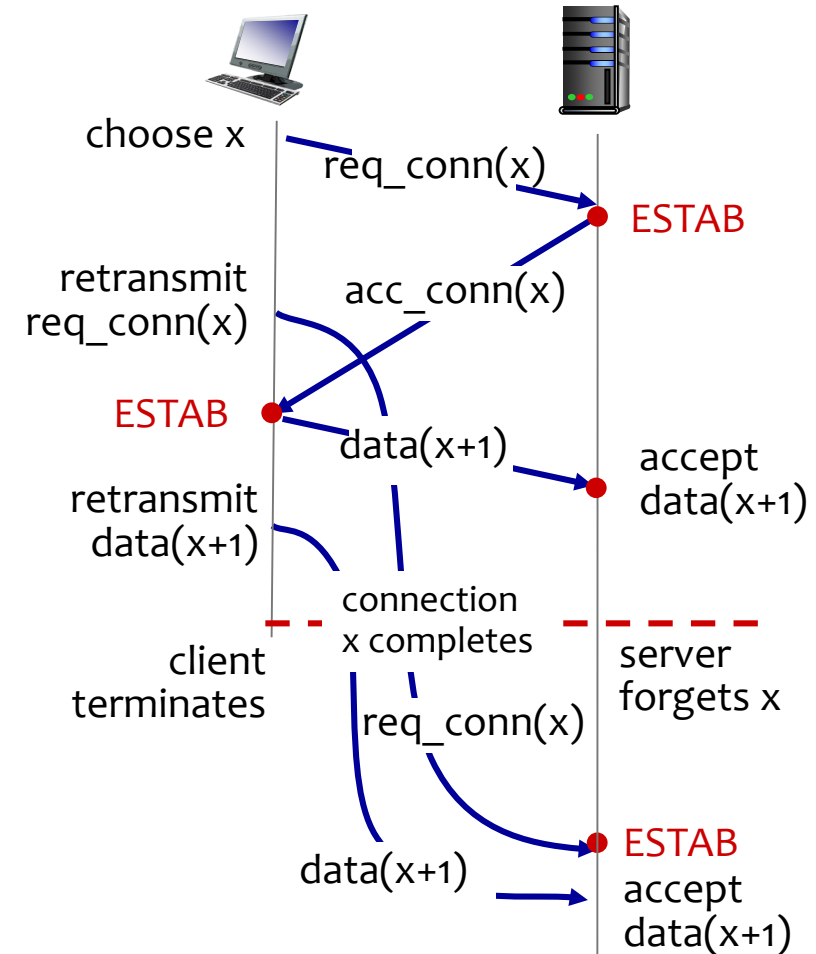 choose x
req_conn(x)
ESTAB
retransmit
req_conn(x)
acc_conn(x)
ESTAB
data(x+1)
accept
data(x+1)
retransmit
data(x+1)
connection
x completes
client
terminates
server
forgets x
req_conn(x)
ESTAB
data(x+1)
accept
data(x+1)